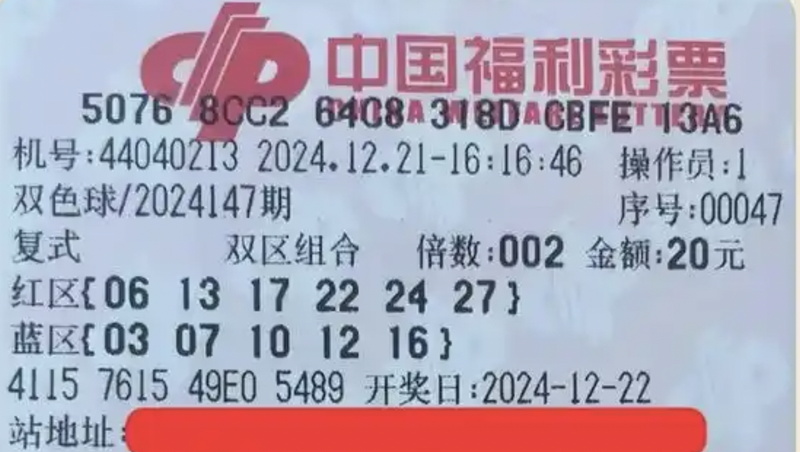 中国福利彩票
5076 8CC2 64C8 318D CBFE 13A6
机号:44040213 2024.12.21-16:16:46 操作员:1
双色球/2024147期 序号:00047
复式 双区组合 倍数:002 金额:20元
红区{06 13 17 22 24 27}
蓝区{03 07 10 12 16}
4115 7615 49E0 5489 开奖日:2024-12-22
站地址: